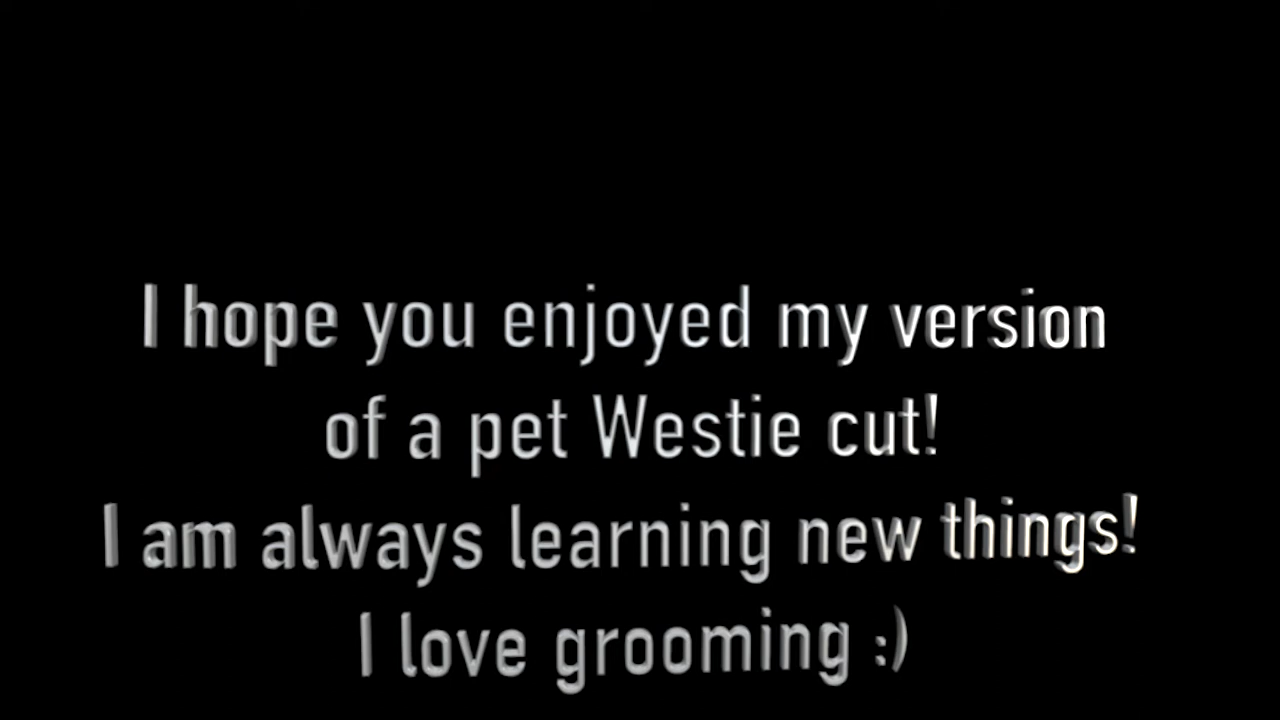 I hope you enjoyed my version
of a pet Westie cut!
I am always learning new things!
I love grooming :)